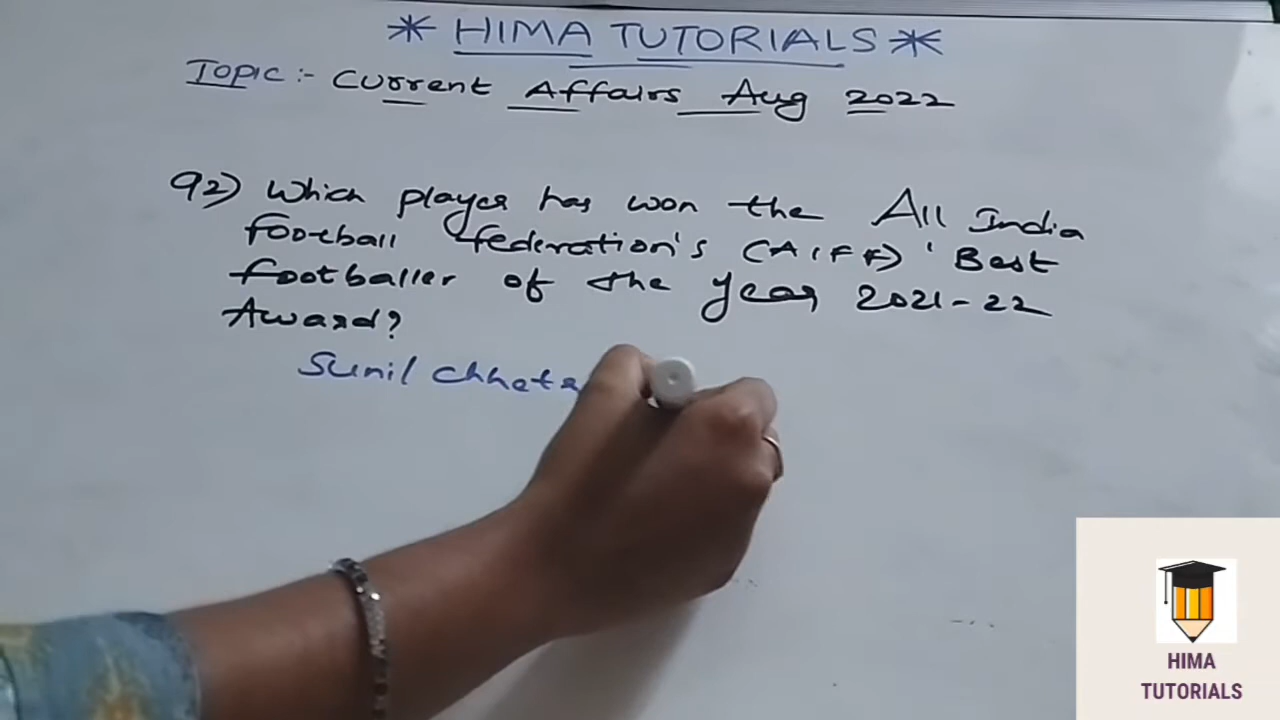 * HIMA TUTORIALS *
Topic:- Current Affairs Aug 2022
92) Which player has won the All India
football federation's (AIFF) ' Best
footballer of the year 2021-22
Award?
Sunil Chhetr
HIMA
TUTORIALS